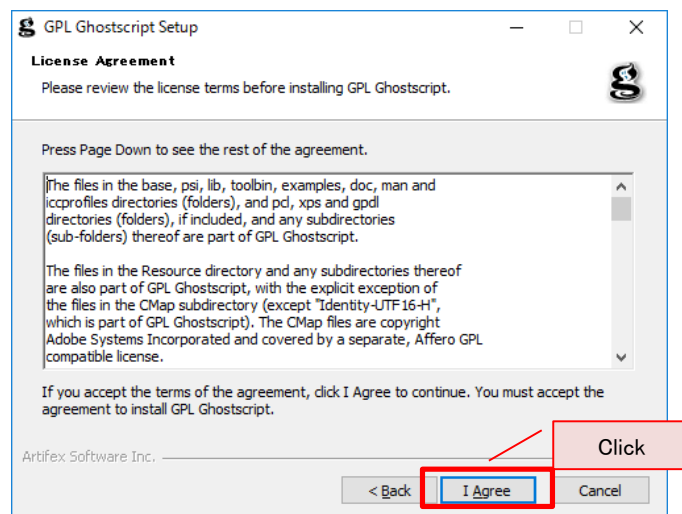 GPL Ghostscript Setup
License Agreement
Please review the license terms before installing GPL Ghostscript.
Press Page Down to see the rest of the agreement.
The files in the base, psi, lib, toolbin, examples, doc, man and
iccprofiles directories (folders), and pcl, xps and gpdl
directories (folders), if included, and any subdirectories
(sub-folders) thereof are part of GPL Ghostscript.
The files in the Resource directory and any subdirectories thereof
are also part of GPL Ghostscript, with the explicit exception of
the files in the CMap subdirectory (except "Identity-UTF16-H",
which is part of GPL Ghostscript). The CMap files are copyright
Adobe Systems Incorporated and covered by a separate, Affero GPL
compatible license.
If you accept the terms of the agreement, click I Agree to continue. You must accept the
agreement to install GPL Ghostscript.
Click
Artifex Software Inc.
< Back
I Agree
Cancel